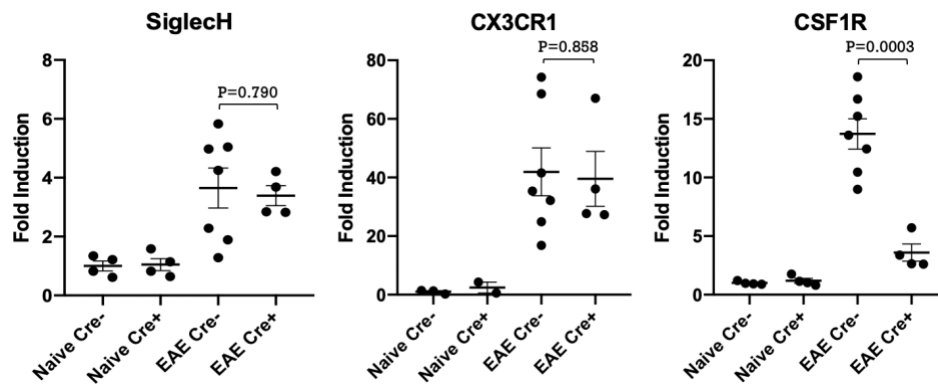 SiglecH
Fold Induction
8
6
4
2
0
P=0.790
Naive Cre-
Naive Cre+
EAE Cre-
EAE Cre+
CX3CR1
Fold Induction
80
60
40
20
0
P=0.858
Naive Cre-
Naive Cre+
EAE Cre-
EAE Cre+
CSF1R
Fold Induction
20
15
10
5
0
P=0.0003
Naive Cre-
Naive Cre+
EAE Cre-
EAE Cre+